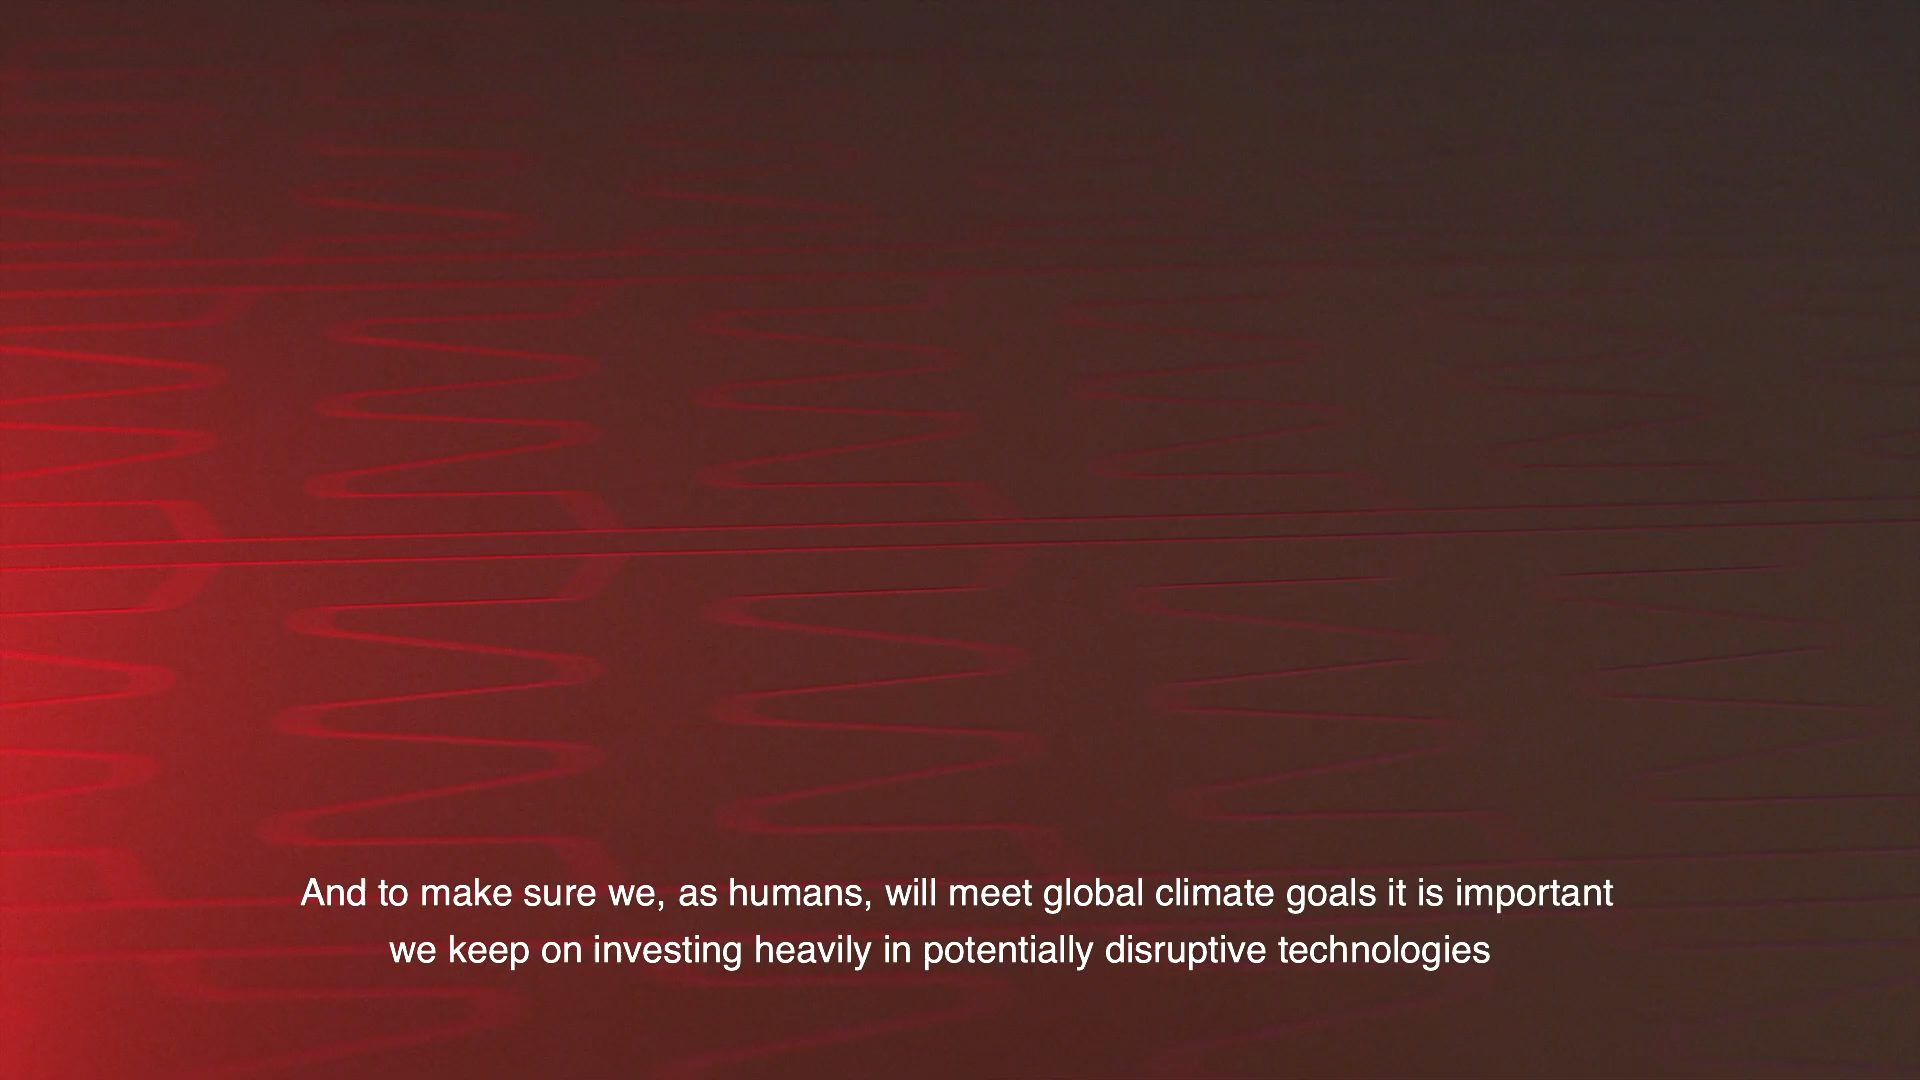 And to make sure we, as humans, will meet global climate goals it is important
we keep on investing heavily in potentially disruptive technologies